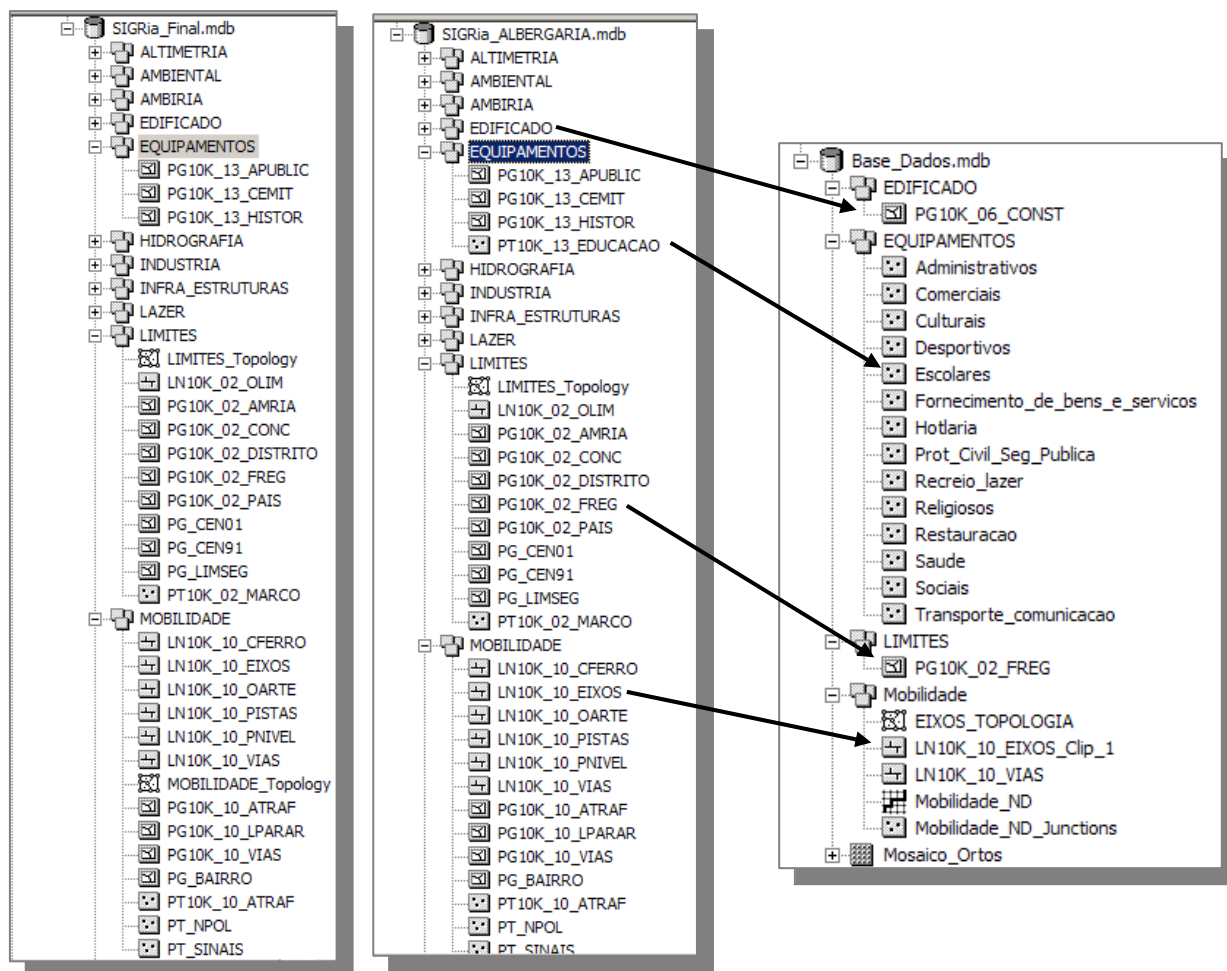 SIGRia_Final.mdb
ALTIMETRIA
AMBIENTAL
AMBIRIA
EDIFICADO
EQUIPAMENTOS
PG10K_13_APUBLIC
PG10K_13_CEMIT
PG10K_13_HISTOR
HIDROGRAFIA
INDUSTRIA
INFRA_ESTRUTURAS
LAZER
LIMITES
LIMITES_Topology
LN10K_02_OLIM
PG10K_02_AMRIA
PG10K_02_CONC
PG10K_02_DISTRITO
PG10K_02_FREG
PG10K_02_PAIS
PG_CEN01
PG_CEN91
PG_LIMSEG
PT10K_02_MARCO
MOBILIDADE
LN10K_10_CFERRO
LN10K_10_EIXOS
LN10K_10_OARTE
LN10K_10_PISTAS
LN10K_10_PNIVEL
LN10K_10_VIAS
MOBILIDADE_Topology
PG10K_10_ATRAF
PG10K_10_LPARAR
PG10K_10_VIAS
PG_BAIRRO
PT10K_10_ATRAF
PT_NPOL
PT_SINAIS
SIGRia_ALBERGARIA.mdb
ALTIMETRIA
AMBIENTAL
AMBIRIA
EDIFICADO
EQUIPAMENTOS
PG10K_13_APUBLIC
PG10K_13_CEMIT
PG10K_13_HISTOR
PT10K_13_EDUCACAO
HIDROGRAFIA
INDUSTRIA
INFRA_ESTRUTURAS
LAZER
LIMITES
LIMITES_Topology
LN10K_02_OLIM
PG10K_02_AMRIA
PG10K_02_CONC
PG10K_02_DISTRITO
PG10K_02_FREG
PG10K_02_PAIS
PG_CEN01
PG_CEN91
PG_LIMSEG
PT10K_02_MARCO
MOBILIDADE
LN10K_10_CFERRO
LN10K_10_EIXOS
LN10K_10_OARTE
LN10K_10_PISTAS
LN10K_10_PNIVEL
LN10K_10_VIAS
PG10K_10_ATRAF
PG10K_10_LPARAR
PG10K_10_VIAS
PG_BAIRRO
PT10K_10_ATRAF
PT_NPOL
PT_SINAIS
Base_Dados.mdb
EDIFICADO
PG10K_06_CONST
EQUIPAMENTOS
Administrativos
Comerciais
Culturais
Desportivos
Escolares
Fornecimento_de_bens_e_servicos
Hotlaria
Prot_Civil_Seg_Publica
Recreio_lazer
Religiosos
Restauracao
Saude
Sociais
Transporte_comunicacao
LIMITES
PG10K_02_FREG
Mobilidade
EIXOS_TOPOLOGIA
LN10K_10_EIXOS_Clip_1
LN10K_10_VIAS
Mobilidade_ND
Mobilidade_ND_Junctions
Mosaico_Ortos